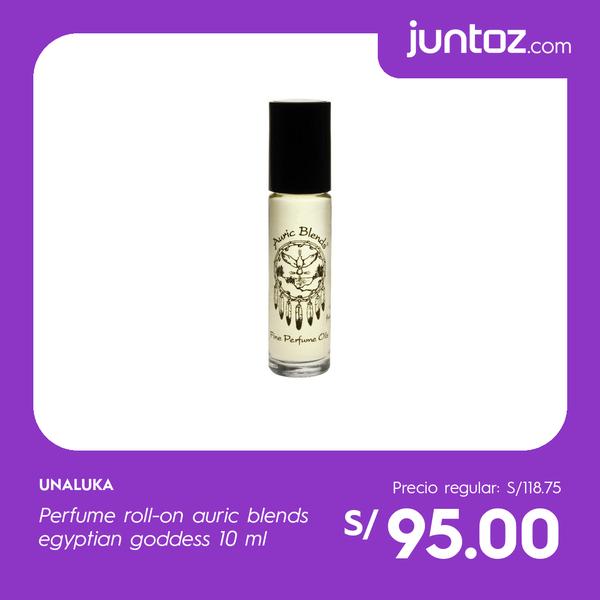 juntoz.com
Auric Blends
Fine Perfume Oils
UNALUKA
Perfume roll-on auric blends
egyptian goddess 10 ml
Precio regular: S/118.75
S/ 95.00